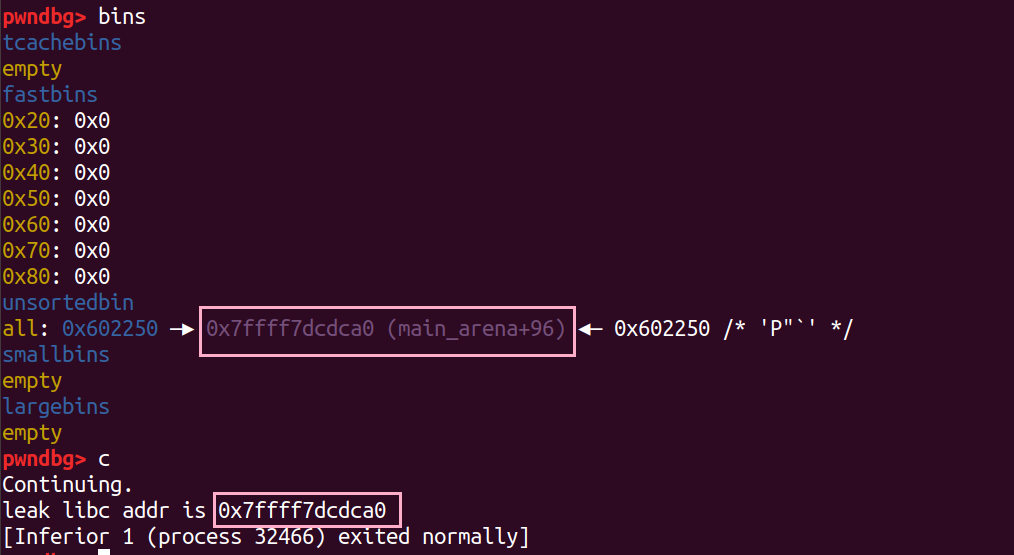 pwndbg> bins
tcachebins
empty
fastbins
0x20: 0x0
0x30: 0x0
0x40: 0x0
0x50: 0x0
0x60: 0x0
0x70: 0x0
0x80: 0x0
unsortedbin
all: 0x602250 —▸ 0x7ffff7dcdca0 (main_arena+96) ◂— 0x602250 /* 'P"`' */
smallbins
empty
largebins
empty
pwndbg> c
Continuing.
leak libc addr is 0x7ffff7dcdca0
[Inferior 1 (process 32466) exited normally]